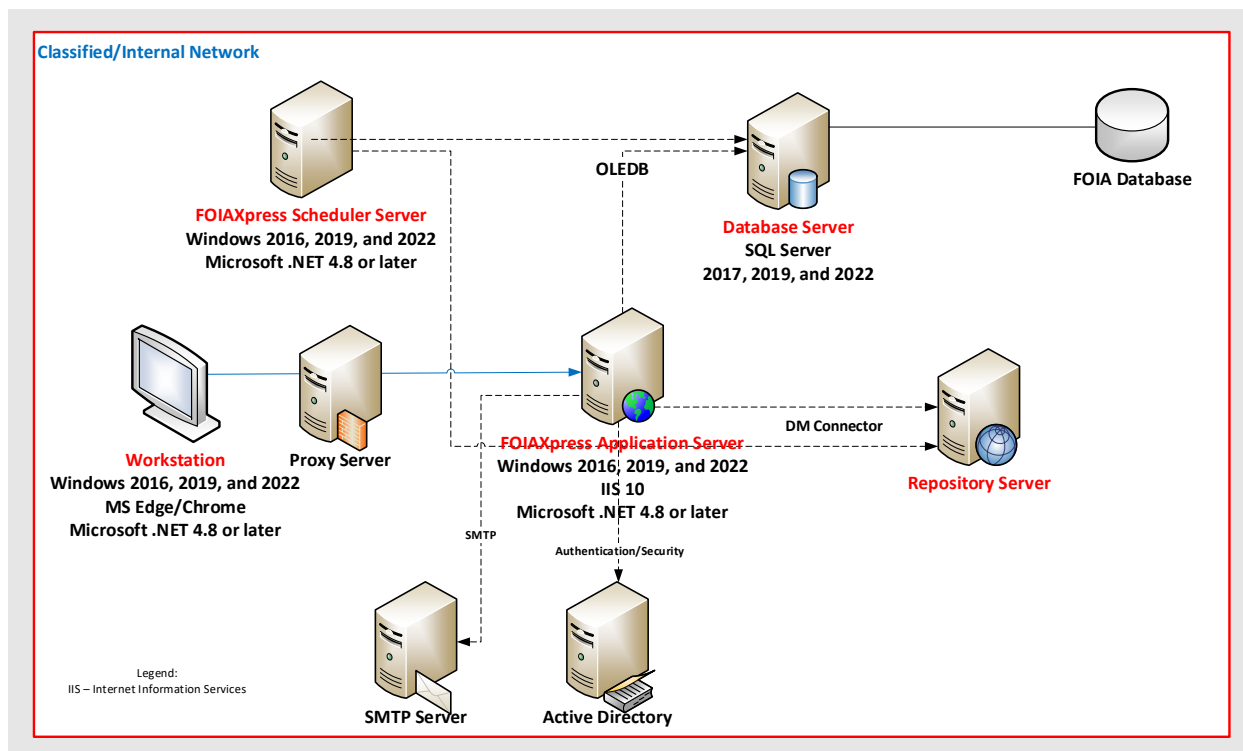 Classified/Internal Network
OLEDB
FOIA Database
FOIAXpress Scheduler Server
Windows 2016, 2019, and 2022
Microsoft .NET 4.8 or later
Database Server
SQL Server
2017, 2019, and 2022
DM Connector
Workstation
Windows 2016, 2019, and 2022
MS Edge/Chrome
Microsoft .NET 4.8 or later
Proxy Server
FOIAXpress Application Server
Windows 2016, 2019, and 2022
IIS 10
Microsoft .NET 4.8 or later
Repository Server
SMTP
Authentication/Security
Legend:
IIS – Internet Information Services
SMTP Server
Active Directory